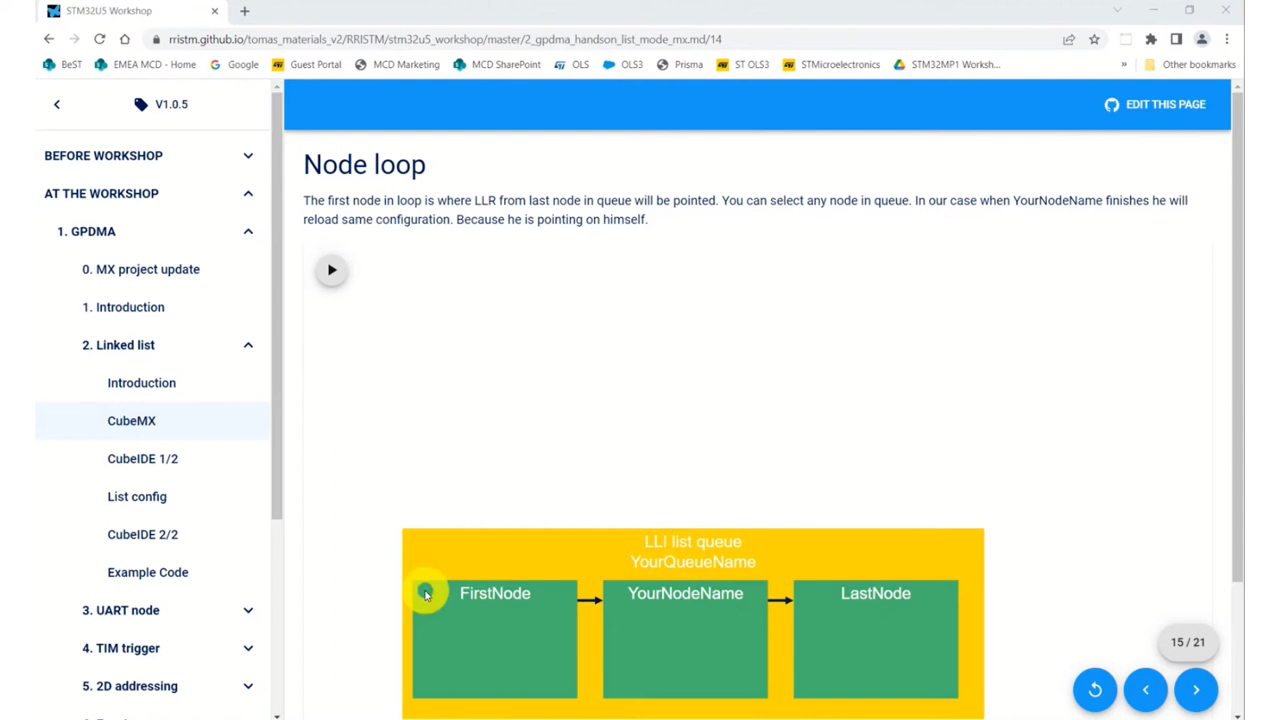 STM32U5 Workshop
rristm.github.io/tomas_materials_v2/RRISTM/stm32u5_workshop/master/2_gpdma_handson_list_mode_mx.md/14
BeST EMEA MCD - Home Google Guest Portal MCD Marketing MCD SharePoint OLS OLS3 Prisma ST OLS3 STMicroelectronics STM32MP1 Worksh... » Other bookmarks
V1.0.5
EDIT THIS PAGE
BEFORE WORKSHOP
AT THE WORKSHOP
1. GPDMA
0. MX project update
1. Introduction
2. Linked list
Introduction
CubeMX
CubeIDE 1/2
List config
CubeIDE 2/2
Example Code
3. UART node
4. TIM trigger
5. 2D addressing
Node loop
The first node in loop is where LLR from last node in queue will be pointed. You can select any node in queue. In our case when YourNodeName finishes he will
reload same configuration. Because he is pointing on himself.
LLI list queue
YourQueueName
FirstNode YourNodeName LastNode
15 / 21